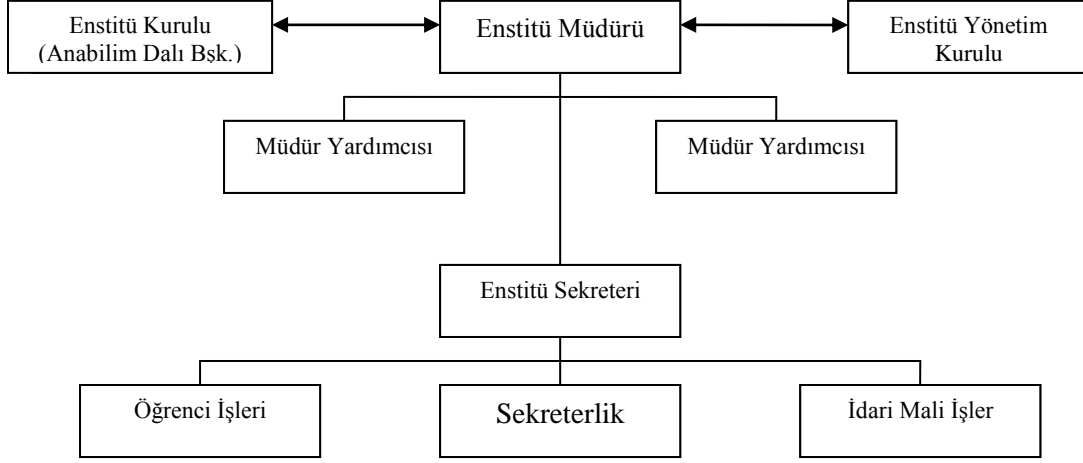 Enstitü Kurulu
(Anabilim Dalı Bşk.)
Enstitü Müdürü
Enstitü Yönetim
Kurulu
Müdür Yardımcısı
Müdür Yardımcısı
Enstitü Sekreteri
Öğrenci İşleri
Sekreterlik
İdari Mali İşler